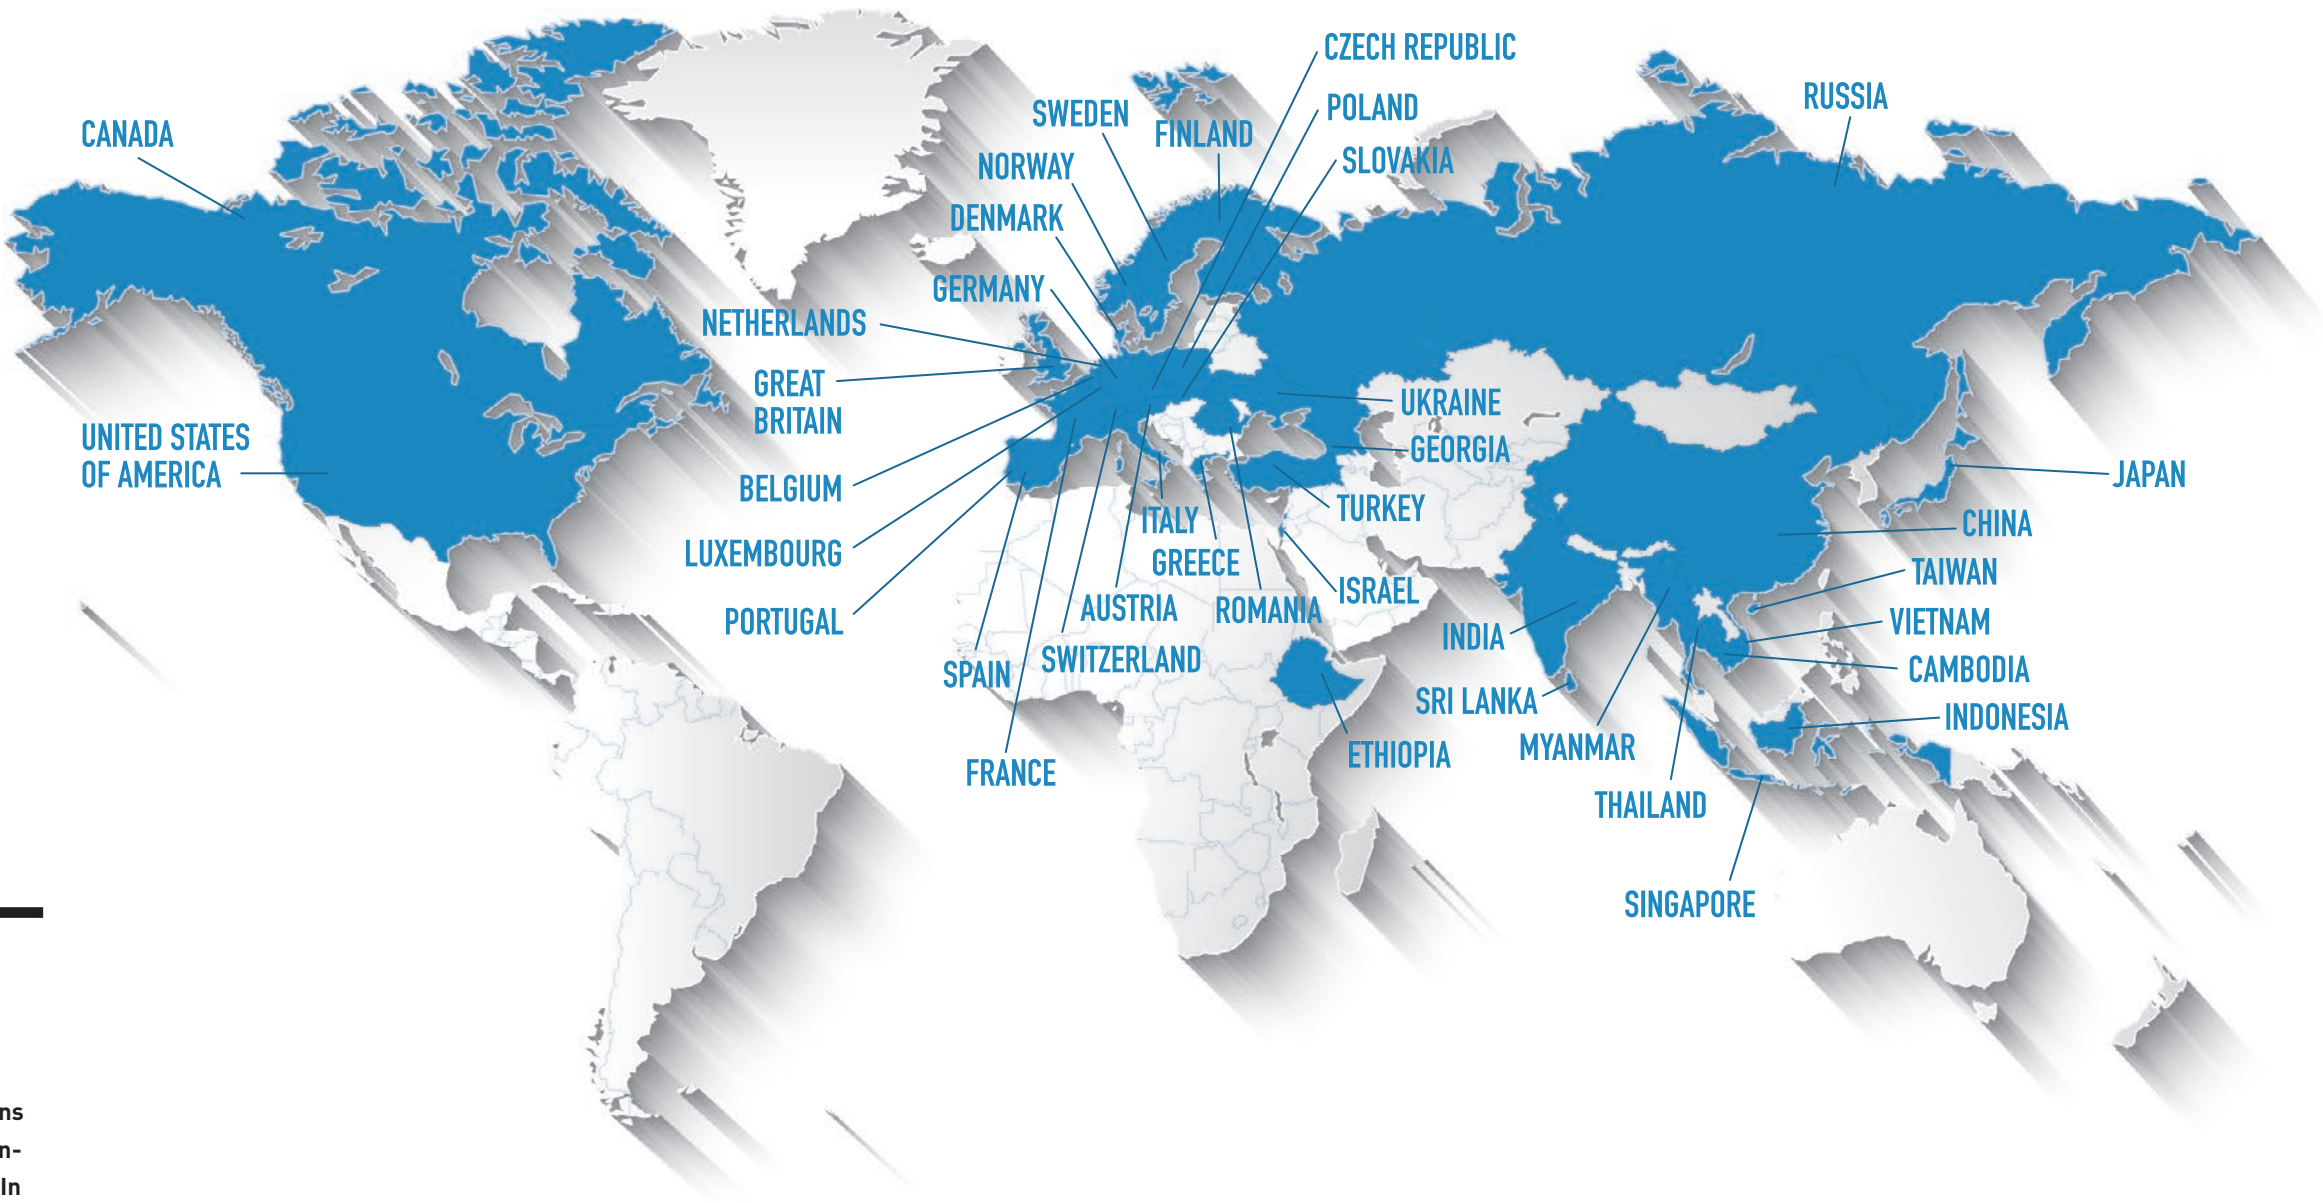 CZECH REPUBLIC
POLAND
SLOVAKIA
RUSSIA
CANADA
SWEDEN
FINLAND
NORWAY
DENMARK
GERMANY
NETHERLANDS
GREAT
BRITAIN
UNITED STATES
OF AMERICA
BELGIUM
LUXEMBOURG
PORTUGAL
SPAIN
FRANCE
SWITZERLAND
AUSTRIA
ITALY
GREECE
ROMANIA
UKRAINE
GEORGIA
TURKEY
ISRAEL
ETHIOPIA
INDIA
SRI LANKA
MYANMAR
THAILAND
SINGAPORE
JAPAN
CHINA
TAIWAN
VIETNAM
CAMBODIA
INDONESIA
ns
n-
In